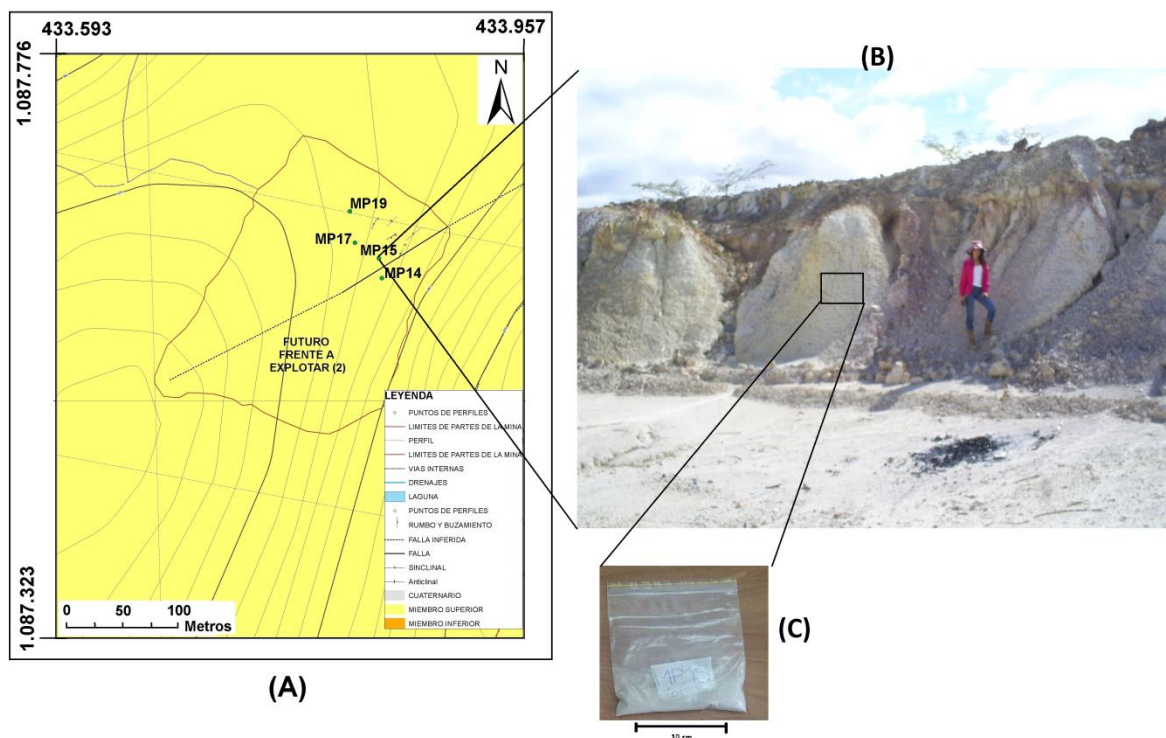 433.593
433.957
1.087.776
N
MP19
MP17
MP15
MP14
FUTURO
FRENTE A
EXPLOTAR (2)
LEYENDA
PUNTOS DE PERFILES
LIMITES DE PARTES DE LA MINA
PERFIL
LIMITES DE PARTES DE LA MINA
VIAS INTERNAS
DRENAJES
LAGUNA
PUNTOS DE PERFILES
RUMBO Y BUZAMIENTO
FALLA INFERIDA
FALLA
SINCLINAL
Anticlinal
CUATERNARIO
MIEMBRO SUPERIOR
MIEMBRO INFERIOR
1.087.323
0 50 100
Metros
(A)
(B)
MP15
(C)
10 cm